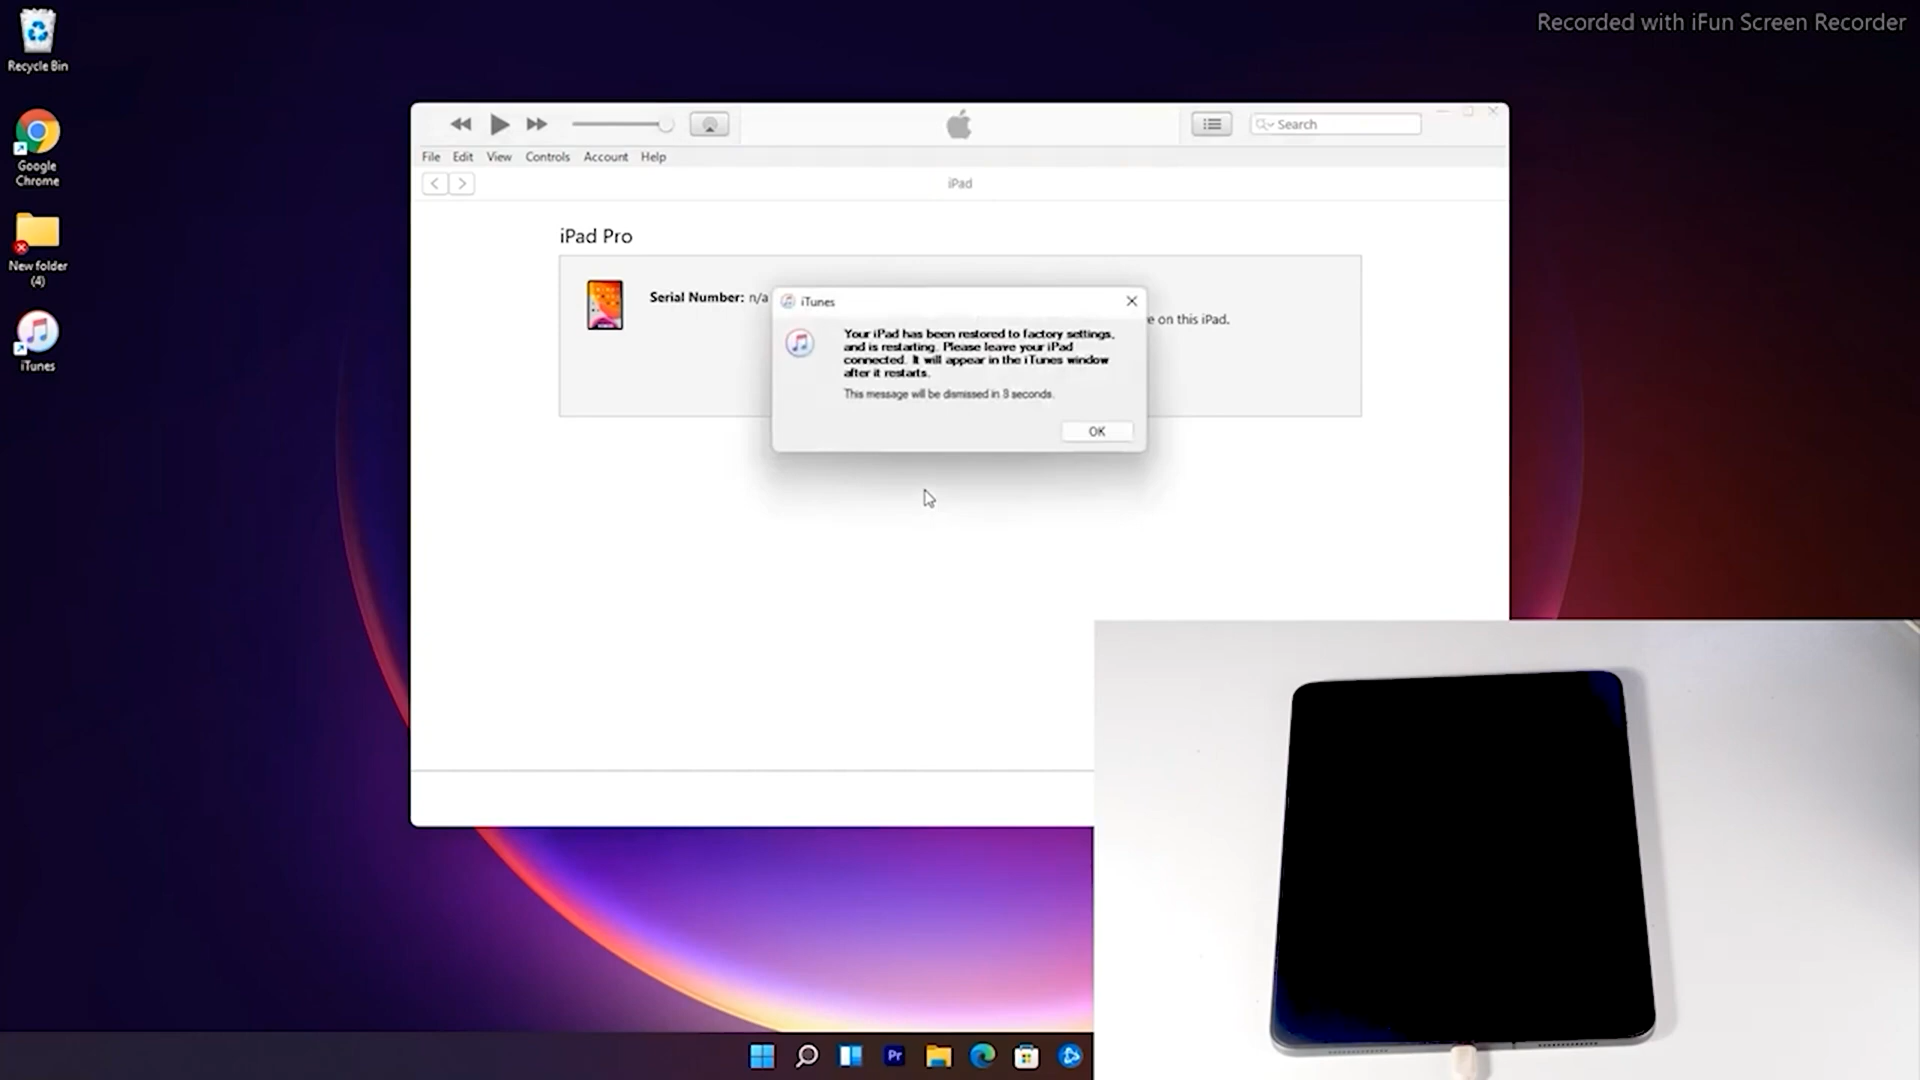 Recorded with iFun Screen Recorder
Recycle Bin
Google
Chrome
New folder
(4)
iTunes
Search
File Edit View Controls Account Help
iPad
iPad Pro
Serial Number: n/a
e on this iPad.
iTunes
Your iPad has been restored to factory settings,
and is restarting. Please leave your iPad
connected. It will appear in the iTunes window
after it restarts.
This message will be dismissed in 8 seconds.
OK
Pr